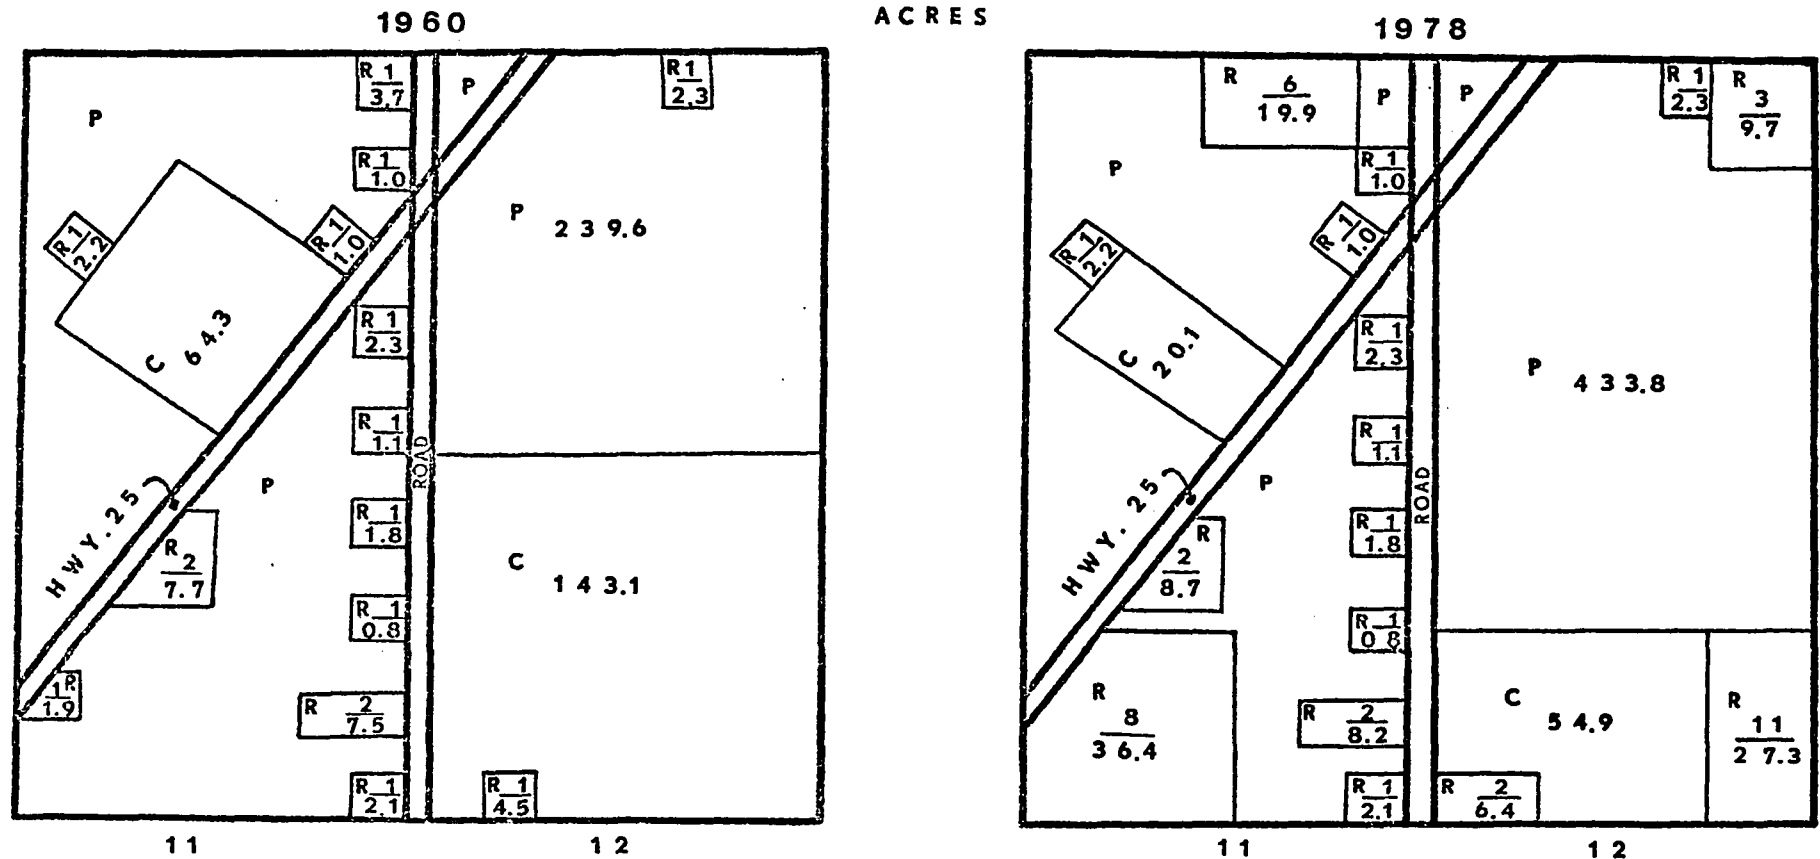 ACRES
1960
P
R 1
3.7
P
R 1
2.3
R 1
1.0
R 1
2.2
R 1
1.0
P 239.6
C 64.3
R 1
2.3
R 1
1.1
ROAD
HWY. 25
P
R 1
1.8
C 143.1
R 2
7.7
R 1
0.8
1 R
1.9
R 2
7.5
R 1
2.1
R 1
4.5
11
12
1978
R 6
19.9
P
P
R 1
2.3
R 3
9.7
P
R 1
1.0
R 1
2.2
R 1
1.0
C 20.1
R 1
2.3
P 433.8
R 1
1.1
ROAD
HWY. 25
P
R 1
1.8
R 2
8.7
R 1
0.8
R 8
36.4
R 2
8.2
C 54.9
R 11
27.3
R 1
2.1
R 2
6.4
11
12